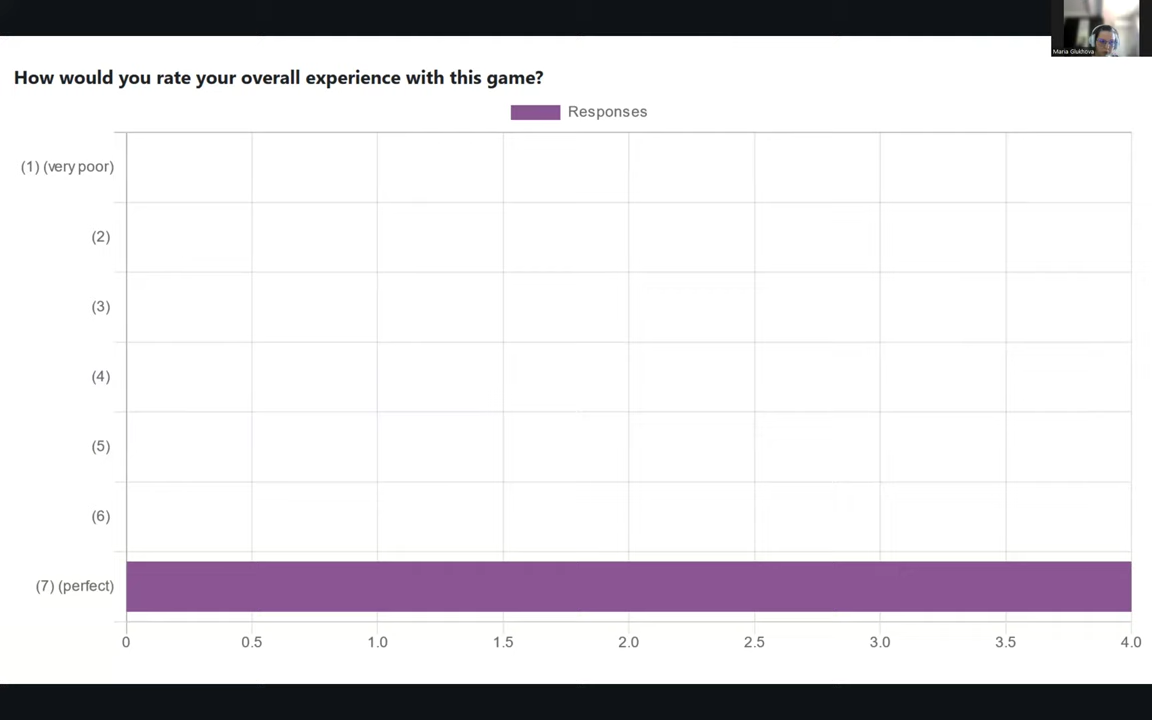 Maria Glukhova
How would you rate your overall experience with this game?
Responses
(1) (very poor)
(2)
(3)
(4)
(5)
(6)
(7) (perfect)
0 0.5 1.0 1.5 2.0 2.5 3.0 3.5 4.0